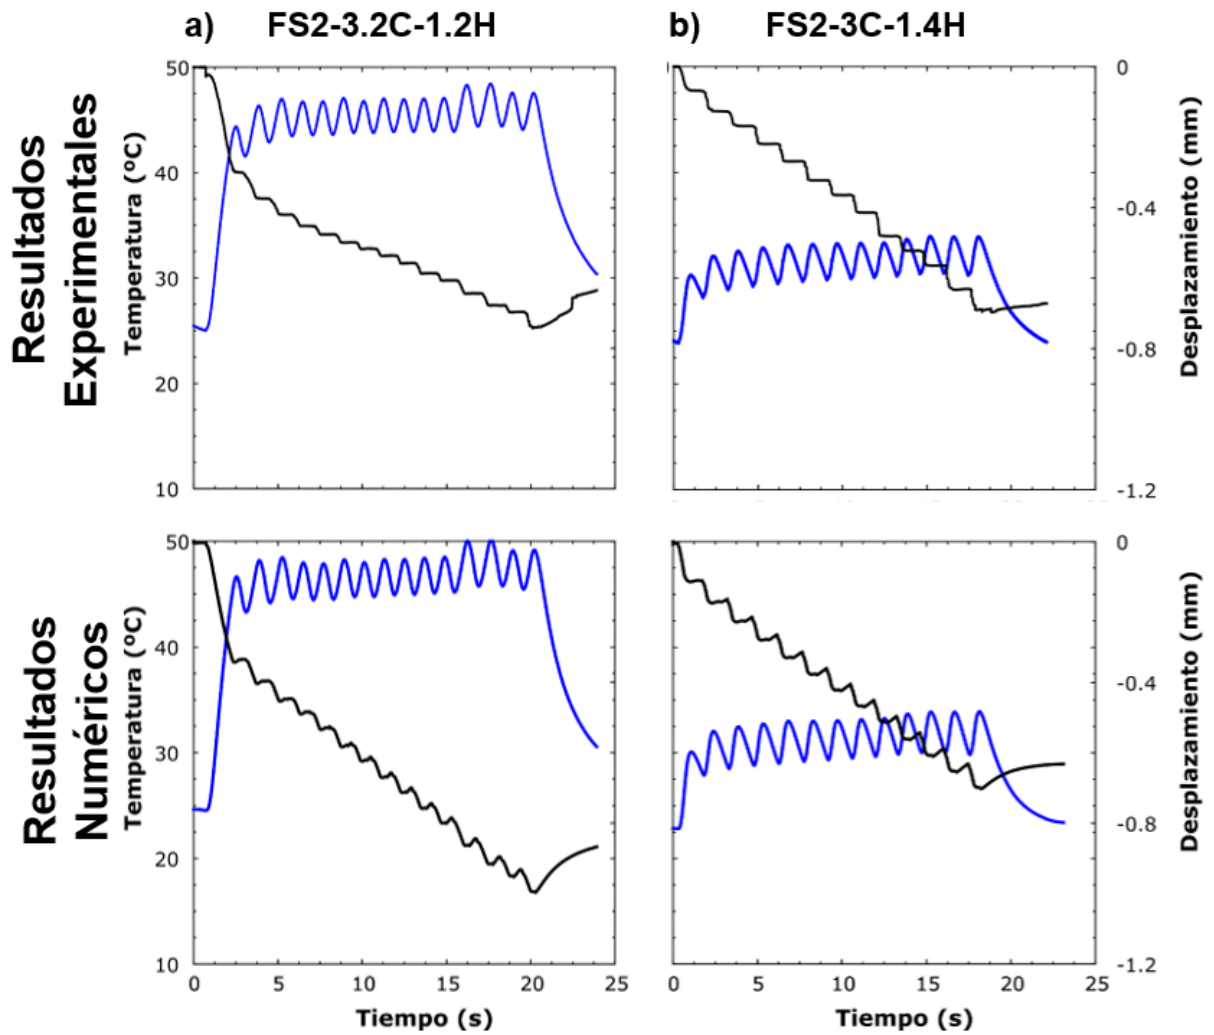 a) FS2-3.2C-1.2H
b) FS2-3C-1.4H
Resultados
Experimentales
Temperatura (ºC)
50
40
30
20
10
0
-0.4
-0.8
-1.2
Desplazamiento (mm)
Resultados
Numéricos
Temperatura (ºC)
50
40
30
20
10
0
-0.4
-0.8
-1.2
Desplazamiento (mm)
0 5 10 15 20 25
0 5 10 15 20 25
Tiempo (s)
Tiempo (s)